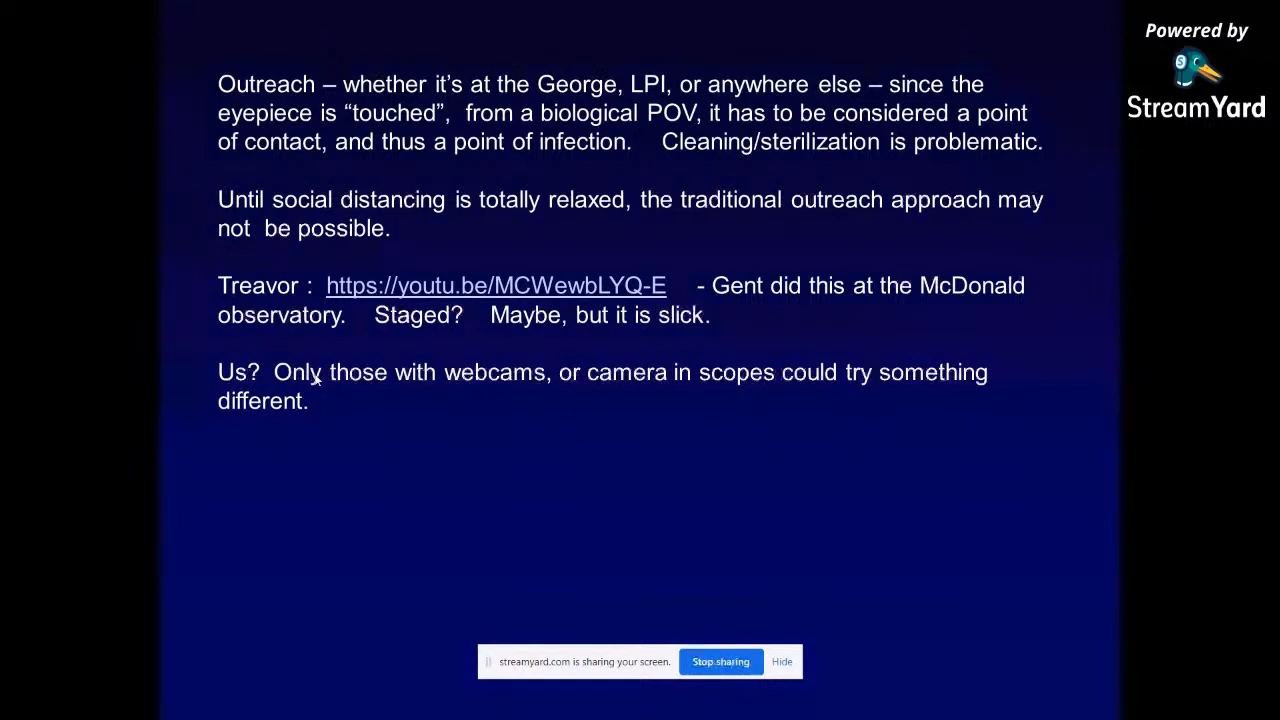 Powered by
StreamYard
Outreach – whether it's at the George, LPI, or anywhere else – since the
eyepiece is “touched”,  from a biological POV, it has to be considered a point
of contact, and thus a point of infection.    Cleaning/sterilization is problematic.
Until social distancing is totally relaxed, the traditional outreach approach may
not  be possible.
Treavor :  https://youtu.be/MCWewbLYQ-E    - Gent did this at the McDonald
observatory.    Staged?    Maybe, but it is slick.
Us?  Only those with webcams, or camera in scopes could try something
different.
streamyard.com is sharing your screen. Stop sharing Hide